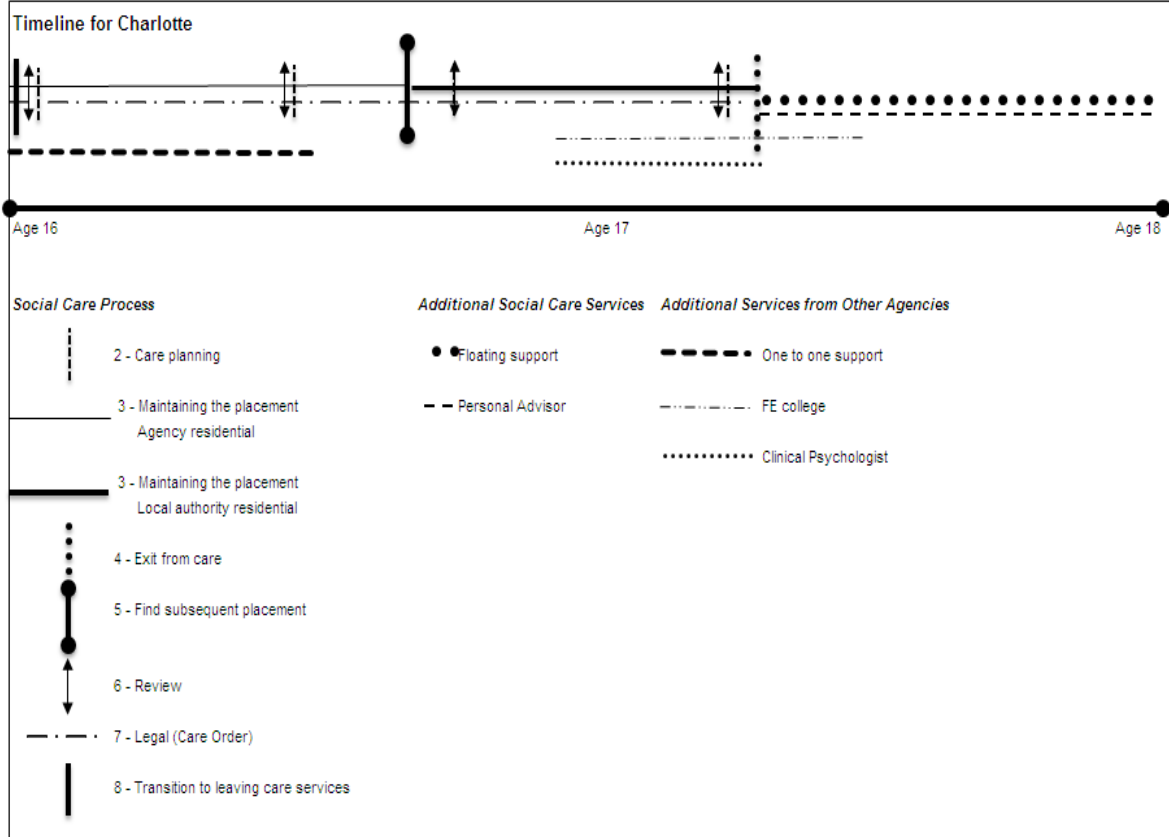 Timeline for Charlotte
Age 16
Age 17
Age 18
Social Care Process
Additional Social Care Services
Additional Services from Other Agencies
2 - Care planning
Floating support
One to one support
3 - Maintaining the placement
Agency residential
Personal Advisor
FE college
3 - Maintaining the placement
Local authority residential
Clinical Psychologist
4 - Exit from care
5 - Find subsequent placement
6 - Review
7 - Legal (Care Order)
8 - Transition to leaving care services